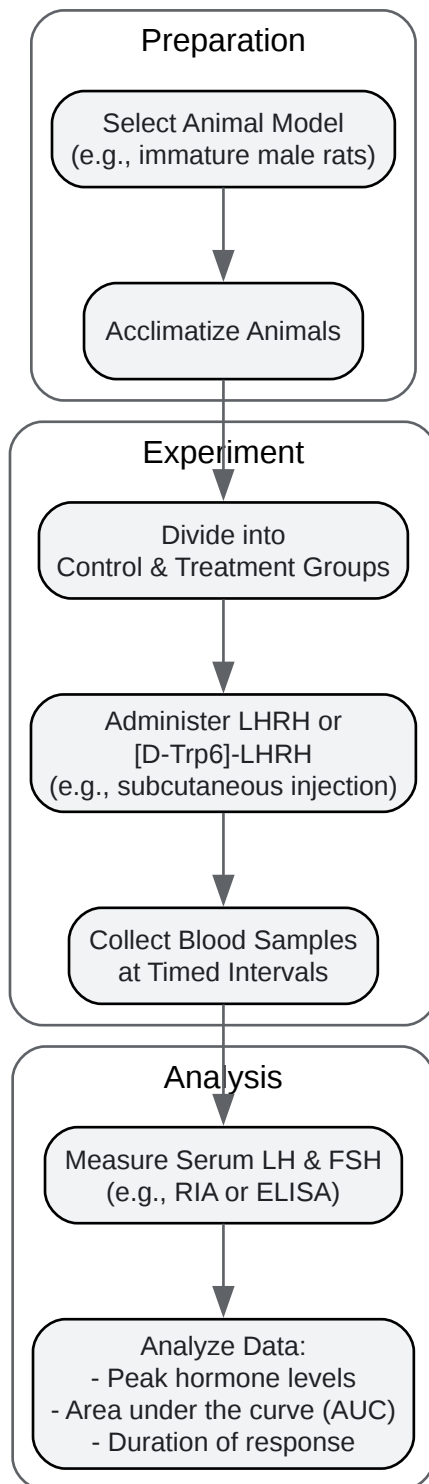 Preparation
Select Animal Model
(e.g., immature male rats)
Acclimatize Animals
Experiment
Divide into
Control & Treatment Groups
Administer LHRH or
[D-Trp6]-LHRH
(e.g., subcutaneous injection)
Collect Blood Samples
at Timed Intervals
Analysis
Measure Serum LH & FSH
(e.g., RIA or ELISA)
Analyze Data:
- Peak hormone levels
- Area under the curve (AUC)
- Duration of response